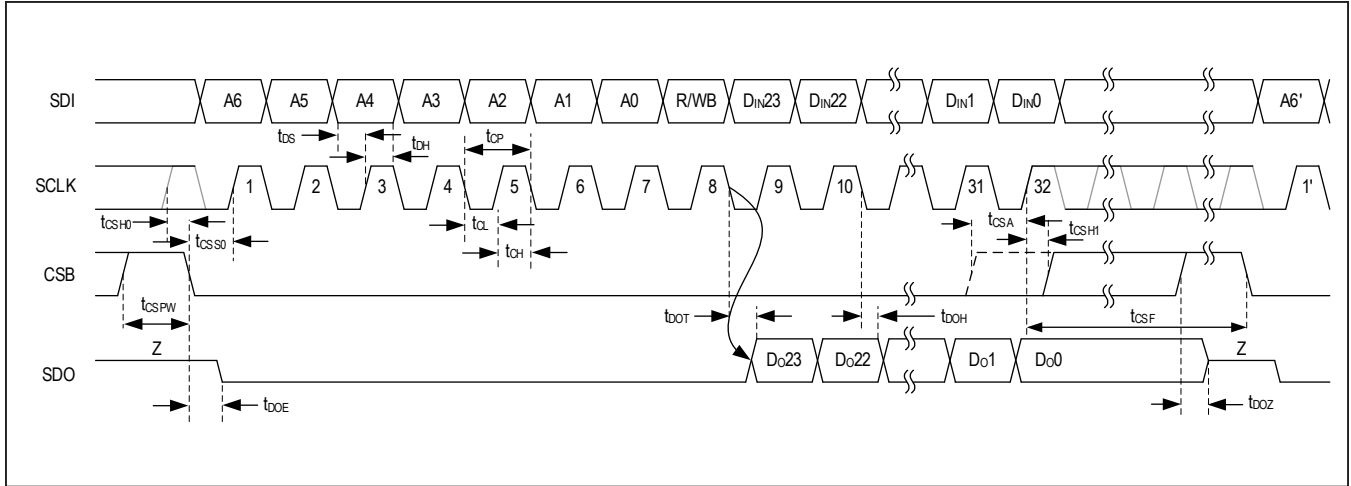 SDI A6 A5 A4 A3 A2 A1 A0 R/WB DIN23 DIN22 DIN1 DIN0 A6'
tDS tDH tCP
SCLK 1 2 3 4 5 6 7 8 9 10 31 32 1'
tCSH0 tCSS0 tCL tCH tCSA tCSH1
CSB
tCSPW tDOT tDOH tCSF
Z Z
SDO DO23 DO22 DO1 DO0
tDOE tDOZ